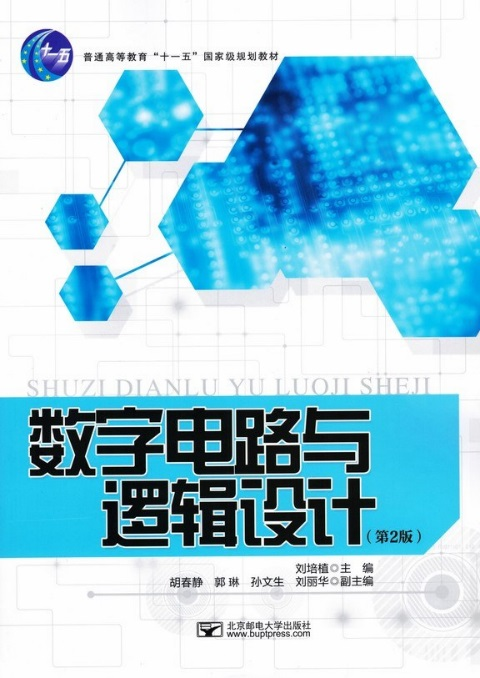 十一五
普通高等教育“十一五”国家级规划教材
SHUZI DIANLU YU LUOJI SHEJI
数字电路与
逻辑设计
(第2版)
刘培植◎主 编
胡春静 郭 琳 孙文生 刘丽华◎副主编
北京邮电大学出版社
www.buptpress.com